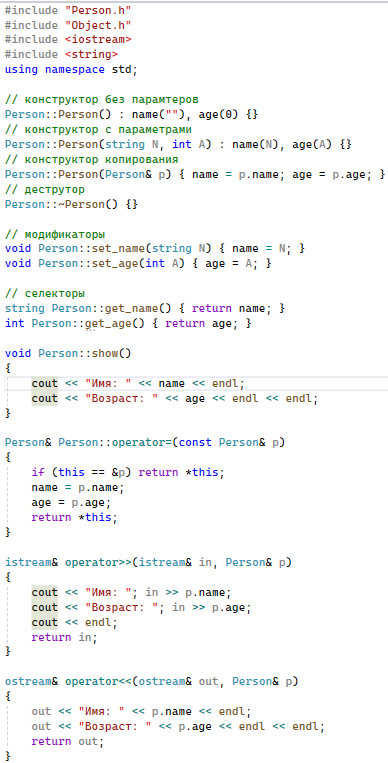 #include "Person.h"
#include "Object.h"
#include <iostream>
#include <string>
using namespace std;

// конструктор без парамтеров
Person::Person() : name(""), age(0) {}
// конструктор с параметрами
Person::Person(string N, int A) : name(N), age(A) {}
// конструктор копирования
Person::Person(Person& p) { name = p.name; age = p.age; }
// деструтор
Person::~Person() {}

// модификаторы
void Person::set_name(string N) { name = N; }
void Person::set_age(int A) { age = A; }

// селекторы
string Person::get_name() { return name; }
int Person::get_age() { return age; }

void Person::show()
{
    cout << "Имя: " << name << endl;
    cout << "Возраст: " << age << endl << endl;
}

Person& Person::operator=(const Person& p)
{
    if (this == &p) return *this;
    name = p.name;
    age = p.age;
    return *this;
}

istream& operator>>(istream& in, Person& p)
{
    cout << "Имя: "; in >> p.name;
    cout << "Возраст: "; in >> p.age;
    cout << endl;
    return in;
}

ostream& operator<<(ostream& out, Person& p)
{
    out << "Имя: " << p.name << endl;
    out << "Возраст: " << p.age << endl << endl;
    return out;
}